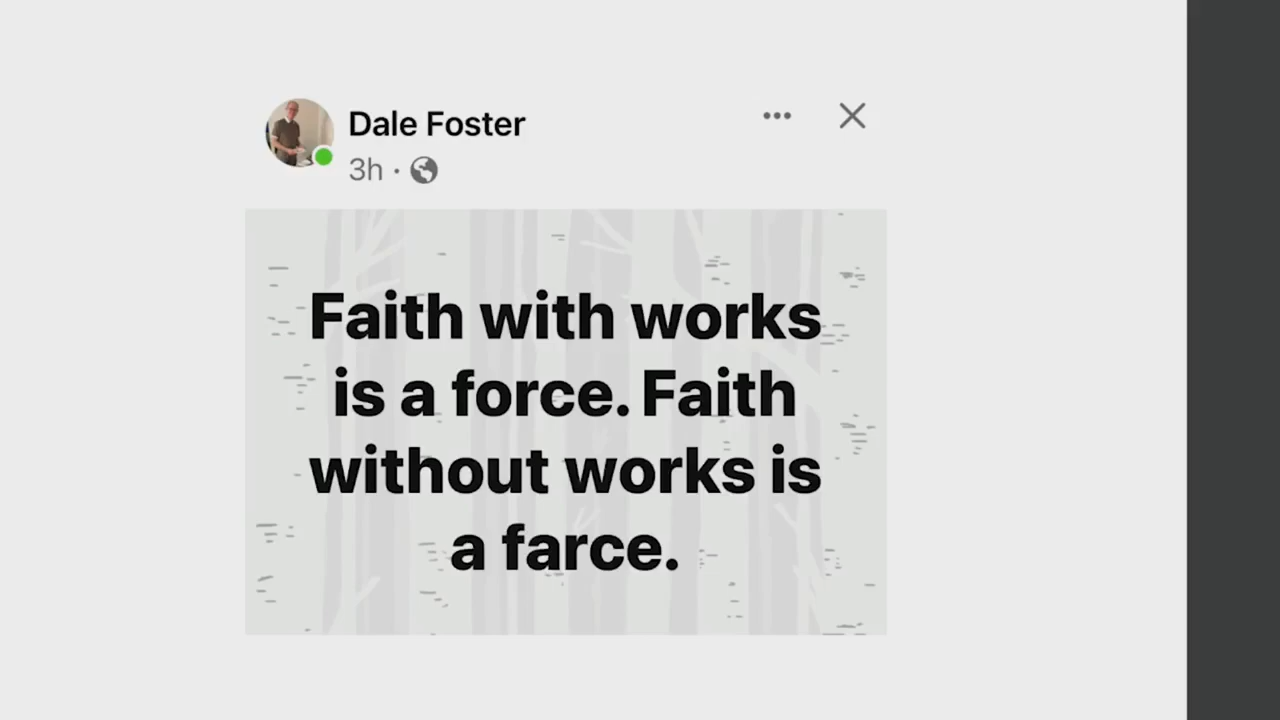 Dale Foster
3h ·
Faith with works
is a force. Faith
without works is
a farce.